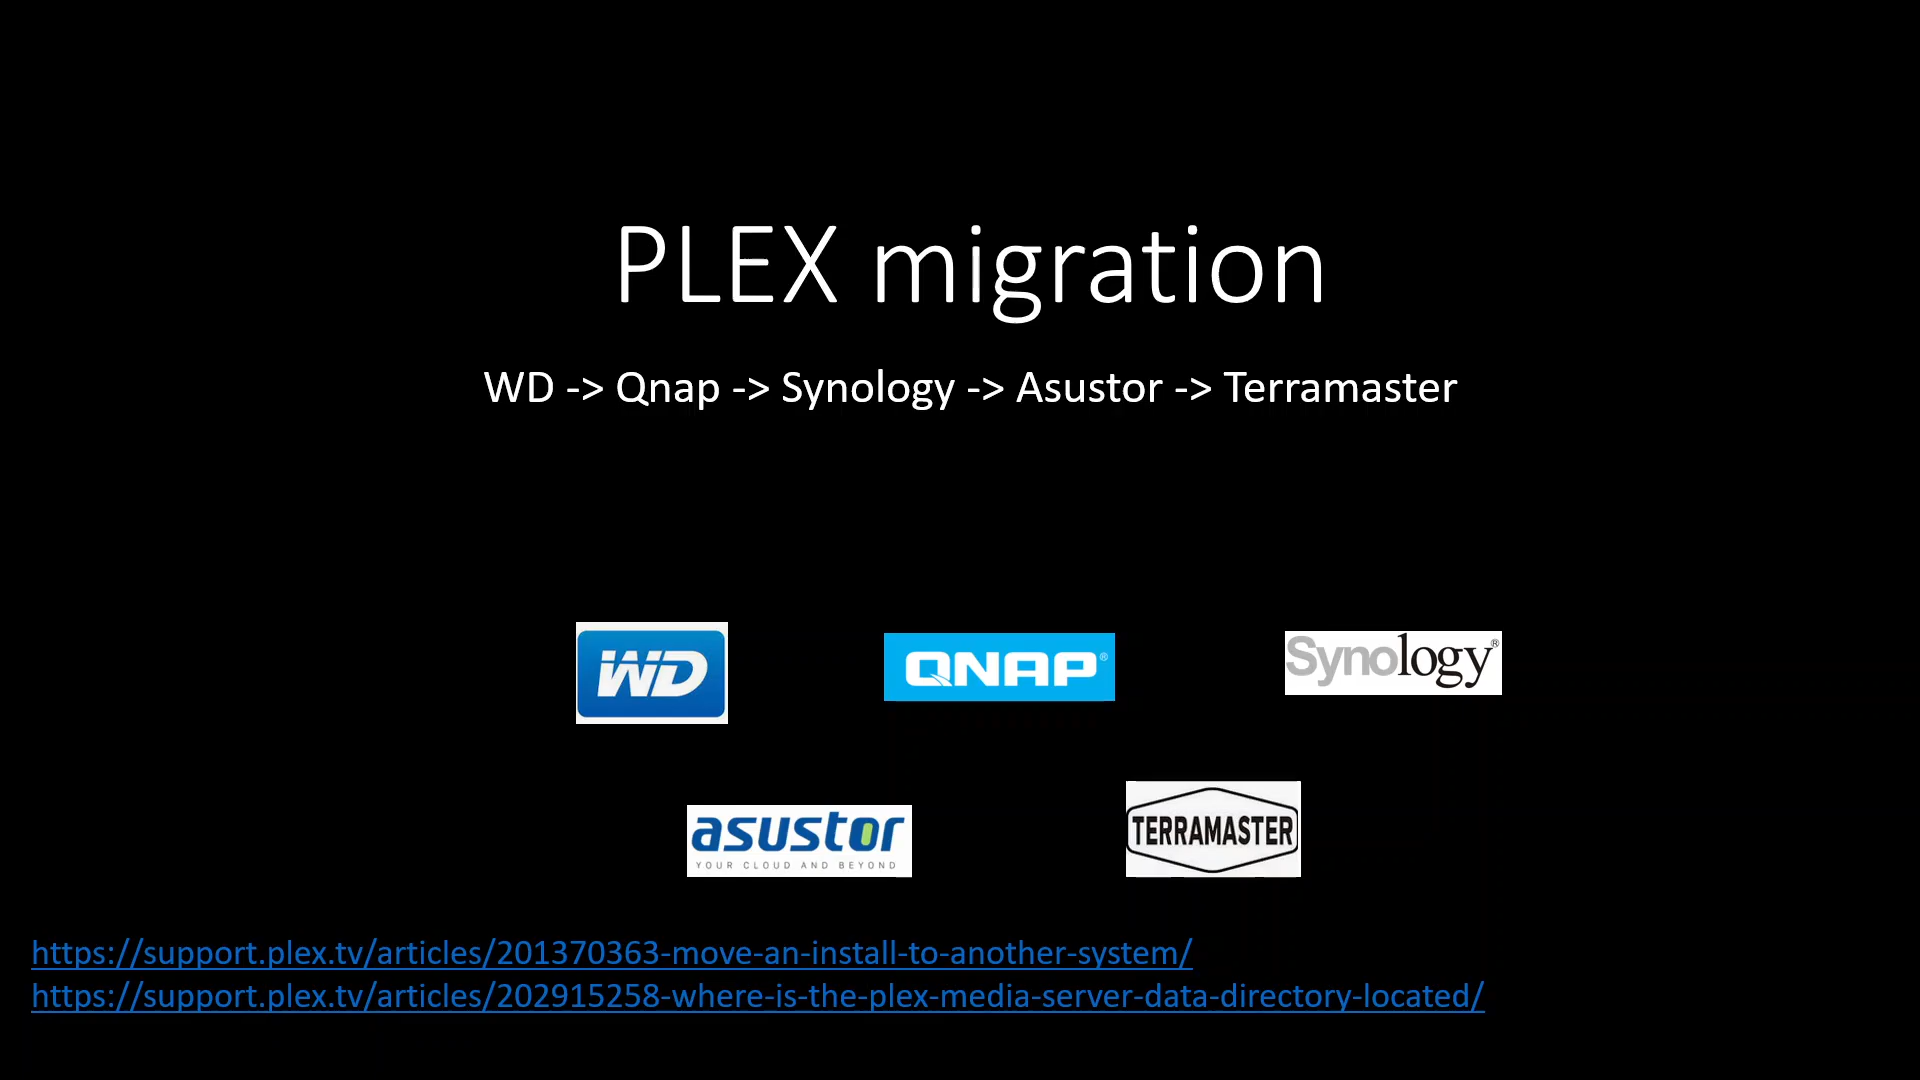 PLEX migration
WD -> Qnap -> Synology -> Asustor -> Terramaster
WD
QNAP®
Synology®
asustor
YOUR CLOUD AND BEYOND
TERRAMASTER
https://support.plex.tv/articles/201370363-move-an-install-to-another-system/
https://support.plex.tv/articles/202915258-where-is-the-plex-media-server-data-directory-located/